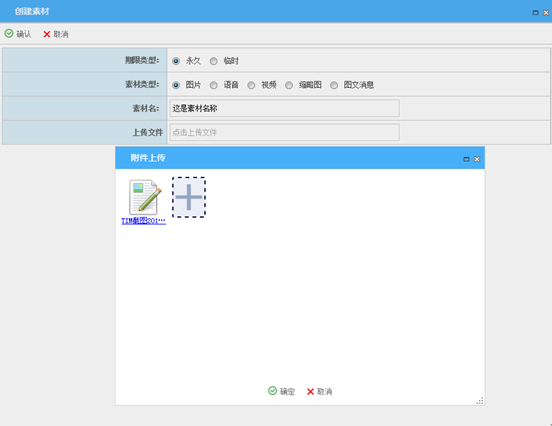 创建素材
确认 取消
期限类型： 永久 临时
素材类型： 图片 语音 视频 缩略图 图文消息
素材名： 这是素材名称
上传文件 点击上传文件
附件上传
TIM截图201…
确定 取消